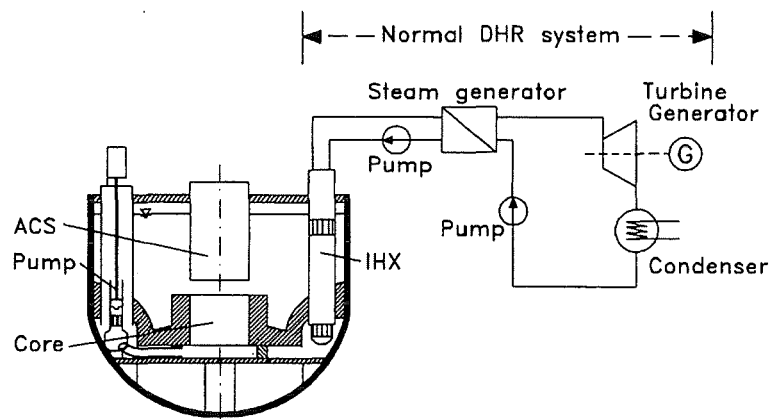 Normal DHR system
Steam generator
Turbine
Generator
G
Pump
Pump
ACS
Pump
IHX
Condenser
Core